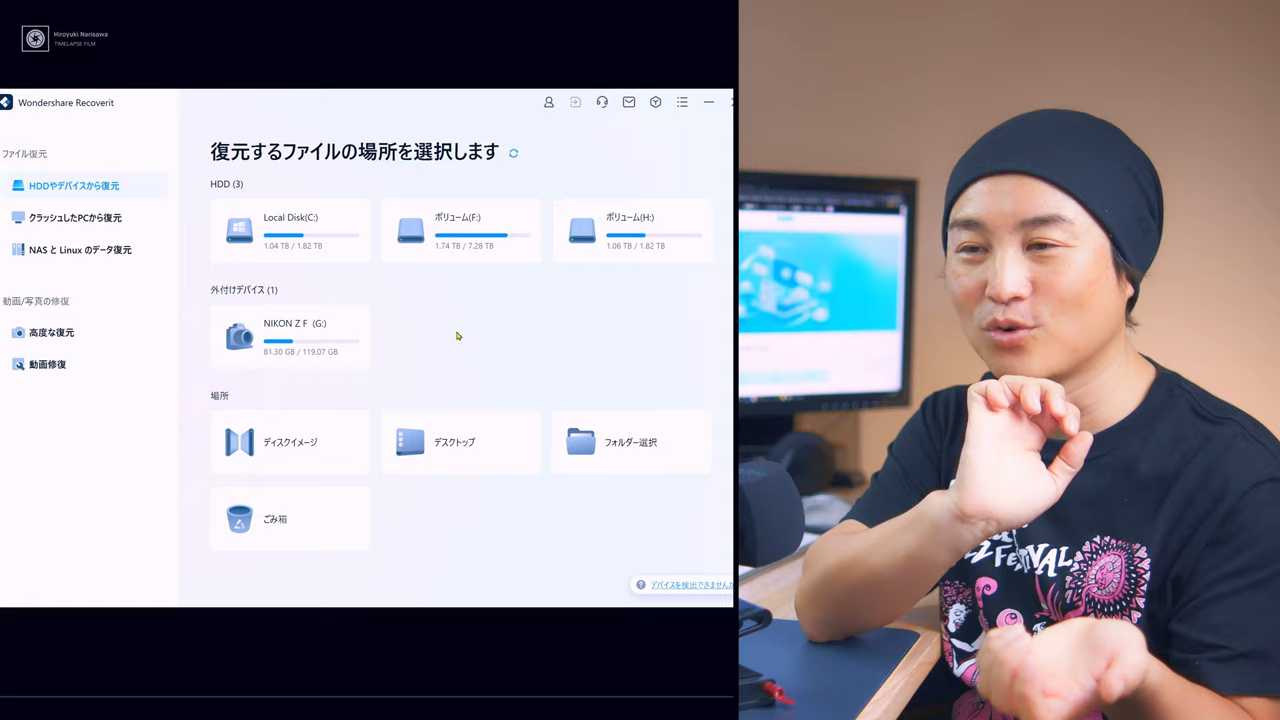 Hiroyuki Narisawa
TIMELAPSE FILM
Wondershare Recoverit
ファイル復元
HDDやデバイスから復元
クラッシュしたPCから復元
NAS と Linux のデータ復元
動画/写真の修復
高度な復元
動画修復
復元するファイルの場所を選択します
HDD (3)
Local Disk(C:)
1.04 TB / 1.82 TB
ボリューム(F:)
1.74 TB / 7.28 TB
ボリューム(H:)
1.06 TB / 1.82 TB
外付けデバイス (1)
NIKON Z F (G:)
81.30 GB / 119.07 GB
場所
ディスクイメージ
デスクトップ
フォルダー選択
ごみ箱
デバイスを検出できません
FESTIVAL